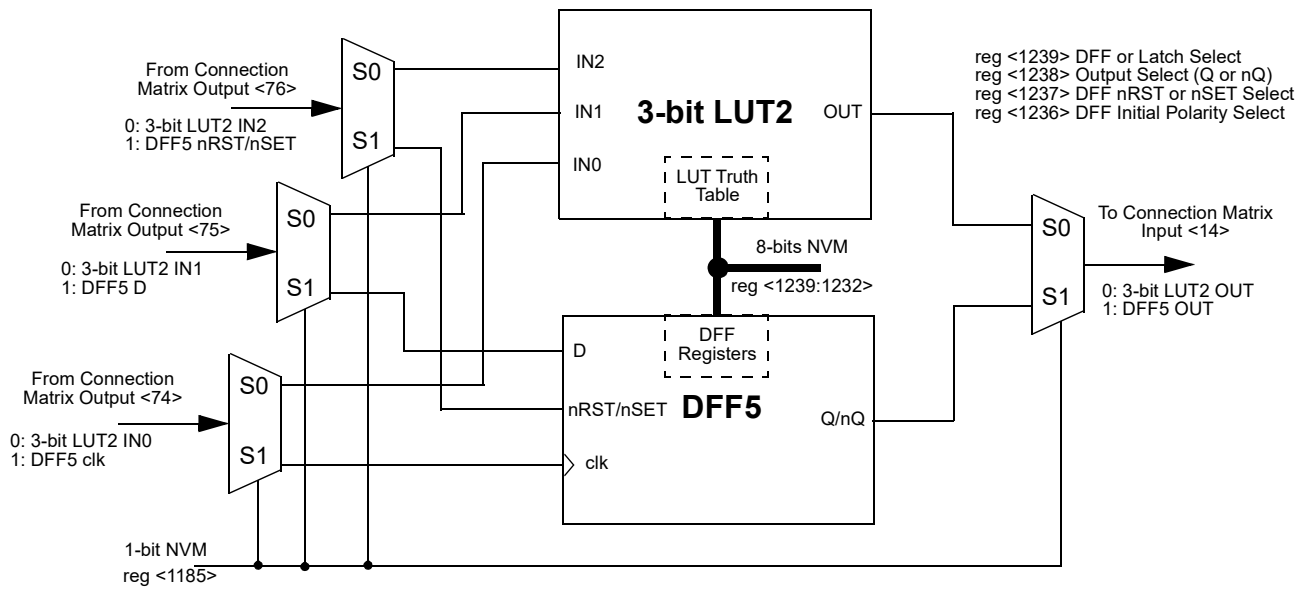 From Connection
Matrix Output <76>
0: 3-bit LUT2 IN2
1: DFF5 nRST/nSET
S0
S1
From Connection
Matrix Output <75>
0: 3-bit LUT2 IN1
1: DFF5 D
S0
S1
From Connection
Matrix Output <74>
0: 3-bit LUT2 IN0
1: DFF5 clk
S0
S1
1-bit NVM
reg <1185>
IN2
IN1
IN0
3-bit LUT2
OUT
LUT Truth
Table
8-bits NVM
reg <1239:1232>
DFF
Registers
D
nRST/nSET
clk
DFF5
Q/nQ
reg <1239> DFF or Latch Select
reg <1238> Output Select (Q or nQ)
reg <1237> DFF nRST or nSET Select
reg <1236> DFF Initial Polarity Select
S0
S1
To Connection Matrix
Input <14>
0: 3-bit LUT2 OUT
1: DFF5 OUT